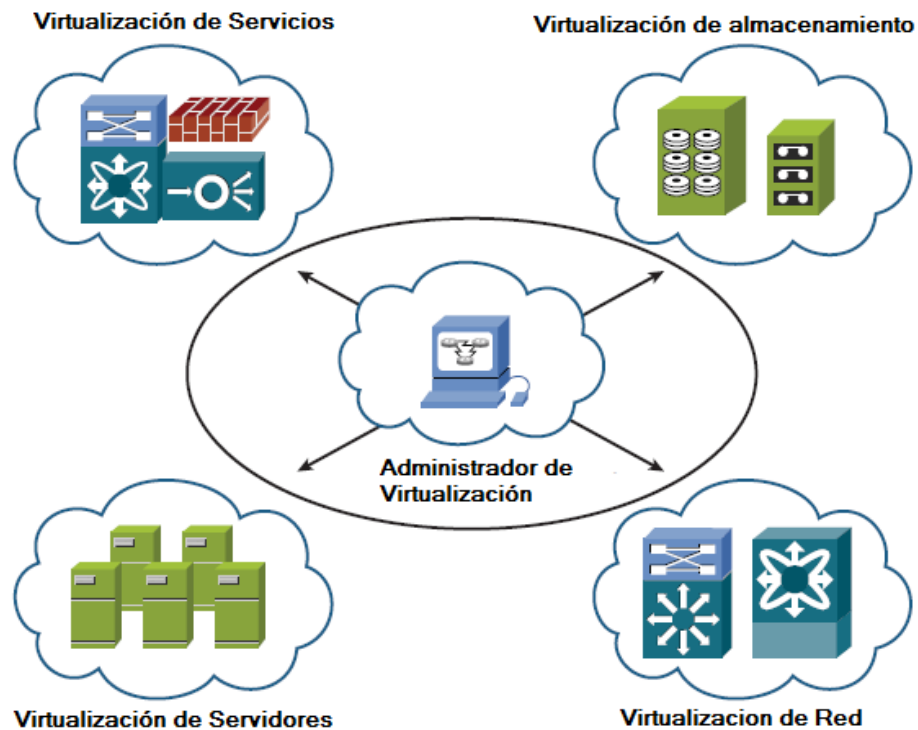 Virtualización de Servicios
Virtualización de almacenamiento
Administrador de
Virtualización
Virtualización de Servidores
Virtualizacion de Red